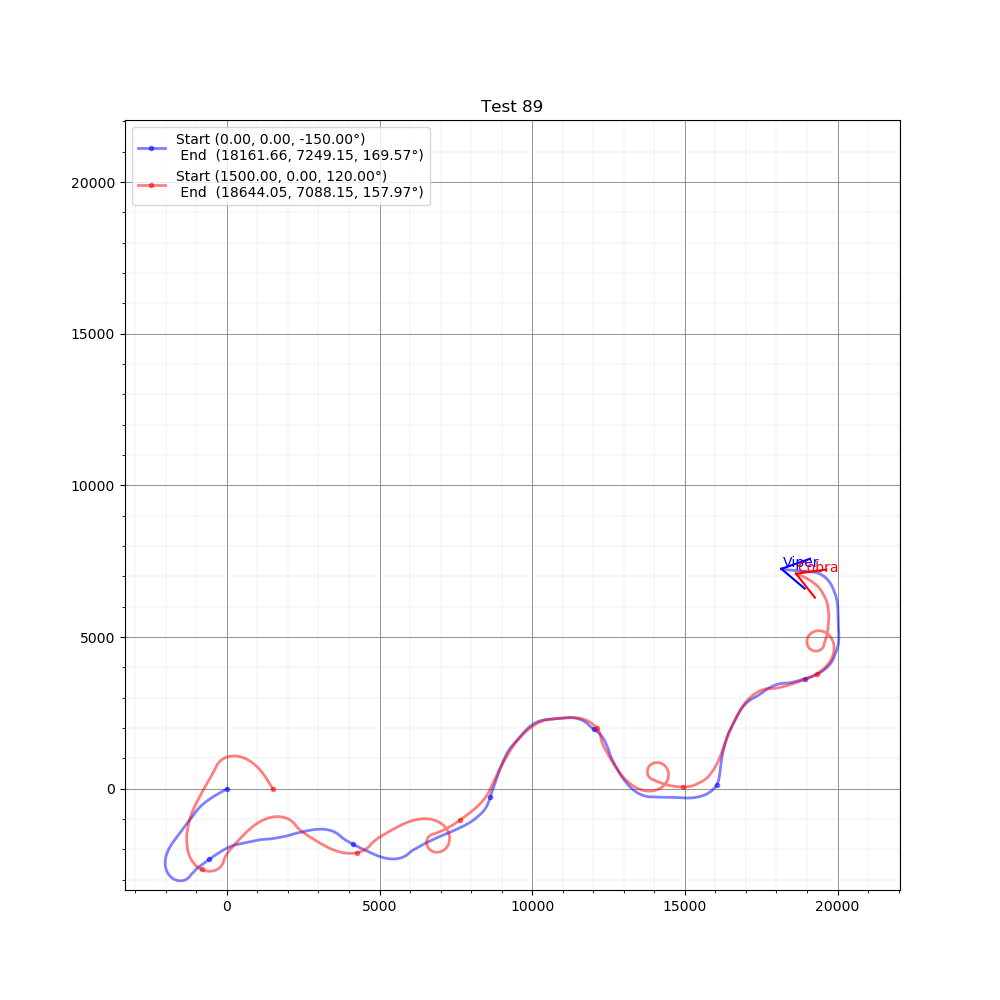 Test 89
Start (0.00, 0.00, -150.00°)
End (18161.66, 7249.15, 169.57°)
Start (1500.00, 0.00, 120.00°)
End (18644.05, 7088.15, 157.97°)
20000
15000
10000
Viper
Cobra
5000
0
0
5000
10000
15000
20000